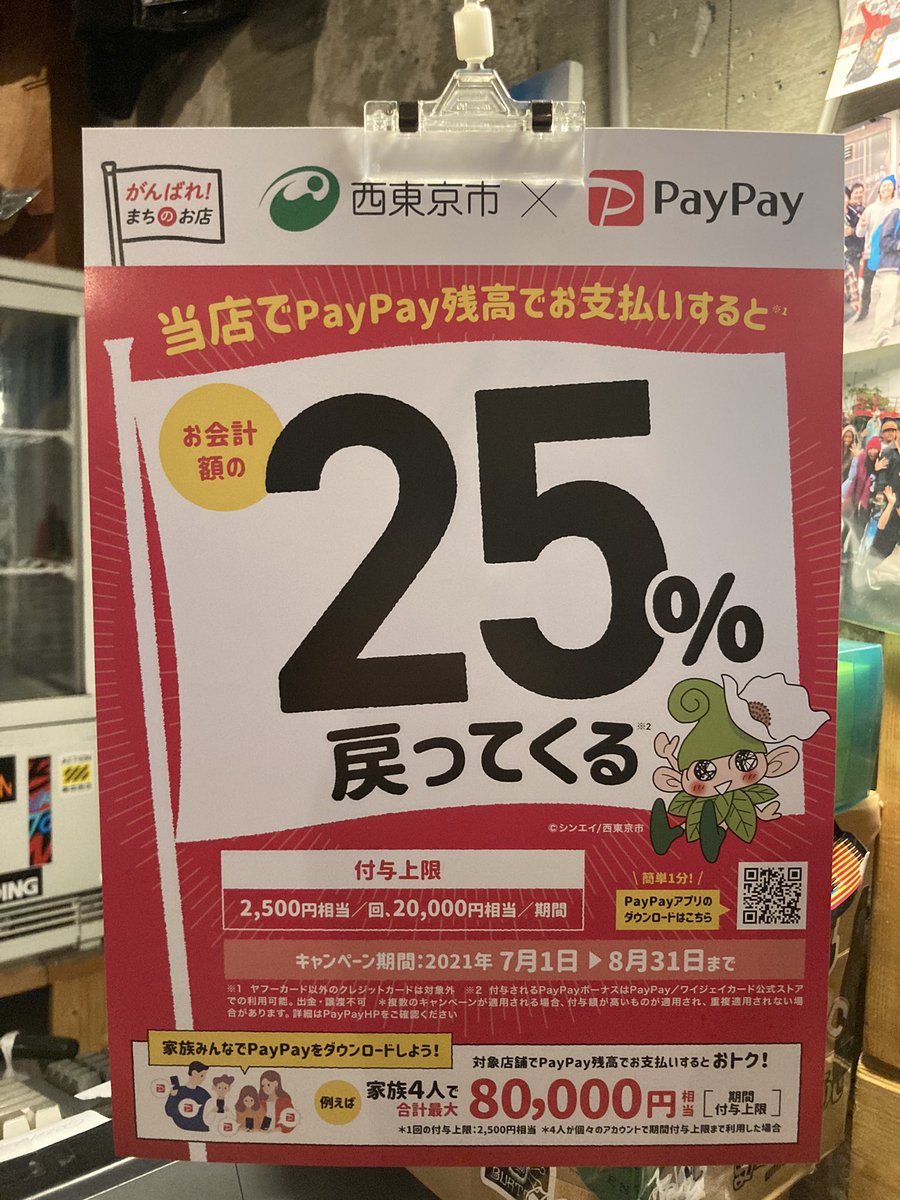 がんばれ!
まちのお店
西東京市 × PayPay
当店でPayPay残高でお支払いすると※1
お会計
額の
25%
戻ってくる※2
©シンエイ/西東京市
付与上限
2,500円相当/回、20,000円相当/期間
\ 簡単1分! /
PayPayアプリの
ダウンロードはこちら
キャンペーン期間:2021年 7月1日 ▶ 8月31日まで
※1 ヤフーカード以外のクレジットカードは対象外 ※2 付与されるPayPayボーナスはPayPay/ワイジェイカード公式ストア
での利用可能。出金・譲渡不可 *複数のキャンペーンが適用される場合、付与額が高いものが適用され、重複適用されない場
合があります。詳細はPayPayHPをご確認ください
家族みんなでPayPayをダウンロードしよう!
対象店舗でPayPay残高でお支払いするとおトク!
例えば
家族4人で
合計最大
80,000円相当
[期間
付与上限]
*1回の付与上限:2,500円相当 *4人が個々のアカウントで期間付与上限まで利用した場合
ACTION
DING
BURT